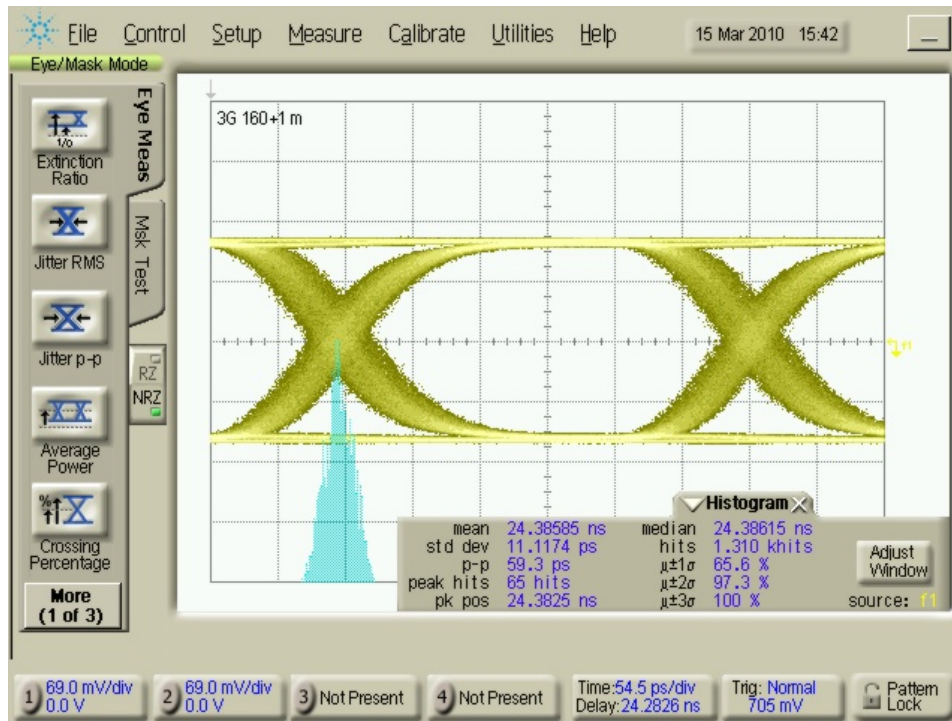 File Control Setup Measure Calibrate Utilities Help 15 Mar 2010 15:42
Eye/Mask Mode
Eye Meas
Msk Test
3G 160+1 m
1/0
Extinction
Ratio
Jitter RMS
Jitter p-p
RZ
NRZ
Average
Power
%
Crossing
Percentage
More
(1 of 3)
f1
Histogram
mean 24.38585 ns median 24.38615 ns
std dev 11.1174 ps hits 1.310 khits
p-p 59.3 ps µ±1σ 65.6 %
peak hits 65 hits µ±2σ 97.3 %
pk pos 24.3825 ns µ±3σ 100 %
Adjust
Window
source: f1
1 69.0 mV/div
0.0 V
2 69.0 mV/div
0.0 V
3 Not Present
4 Not Present
Time:54.5 ps/div
Delay:24.2826 ns
Trig: Normal
705 mV
Pattern
Lock